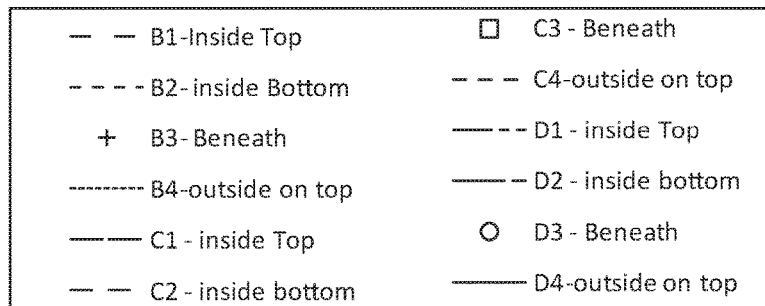 B1-Inside Top
B2- inside Bottom
B3- Beneath
B4-outside on top
C1 - inside Top
C2 - inside bottom
C3 - Beneath
C4-outside on top
D1 - inside Top
D2 - inside bottom
D3 - Beneath
D4-outside on top